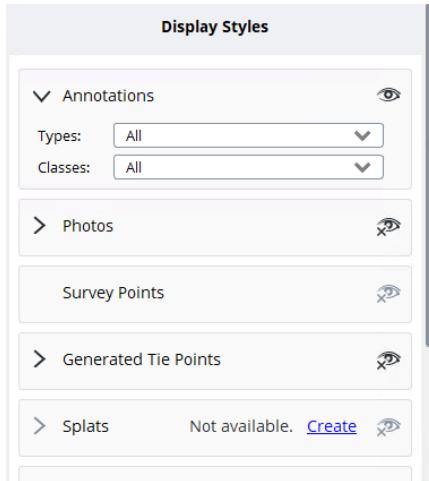 Display Styles
Annotations
Types: All
Classes: All
Photos
Survey Points
Generated Tie Points
Splats Not available. Create